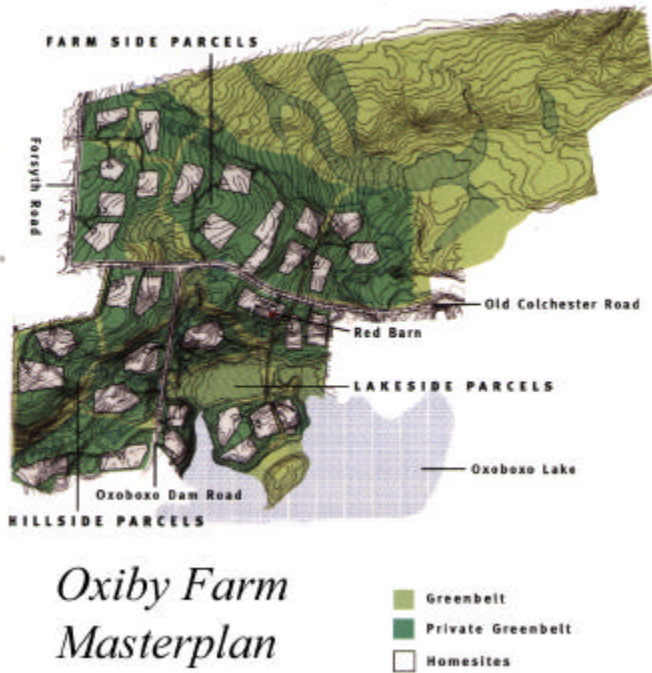 FARM SIDE PARCELS
Forsyth Road
Old Colchester Road
Red Barn
LAKESIDE PARCELS
Oxoboxo Lake
Oxoboxo Dam Road
HILLSIDE PARCELS
Oxiby Farm
Masterplan
Greenbelt
Private Greenbelt
Homesites